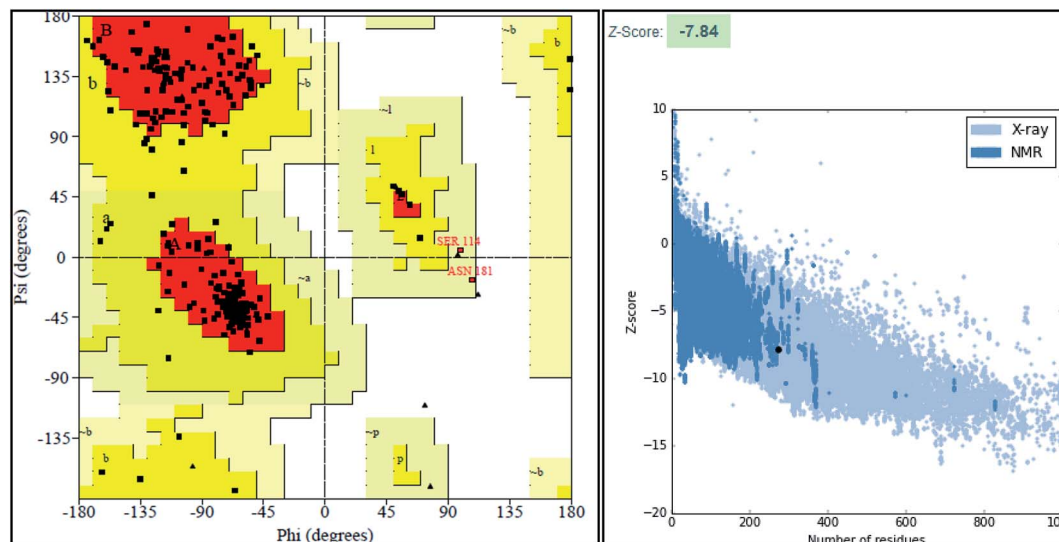 180
135
90
45
0
-45
-90
-135
-180
Psi (degrees)
B
b
~b
~b
b
~l
l
a
A
L
SER 114
ASN 181
~a
~b
b
~p
p
~b
-180 -135 -90 -45 0 45 90 135 180
Phi (degrees)
Z-Score: -7.84
10
5
0
−5
−10
−15
−20
Z-score
X-ray
NMR
0 200 400 600 800
Number of residues